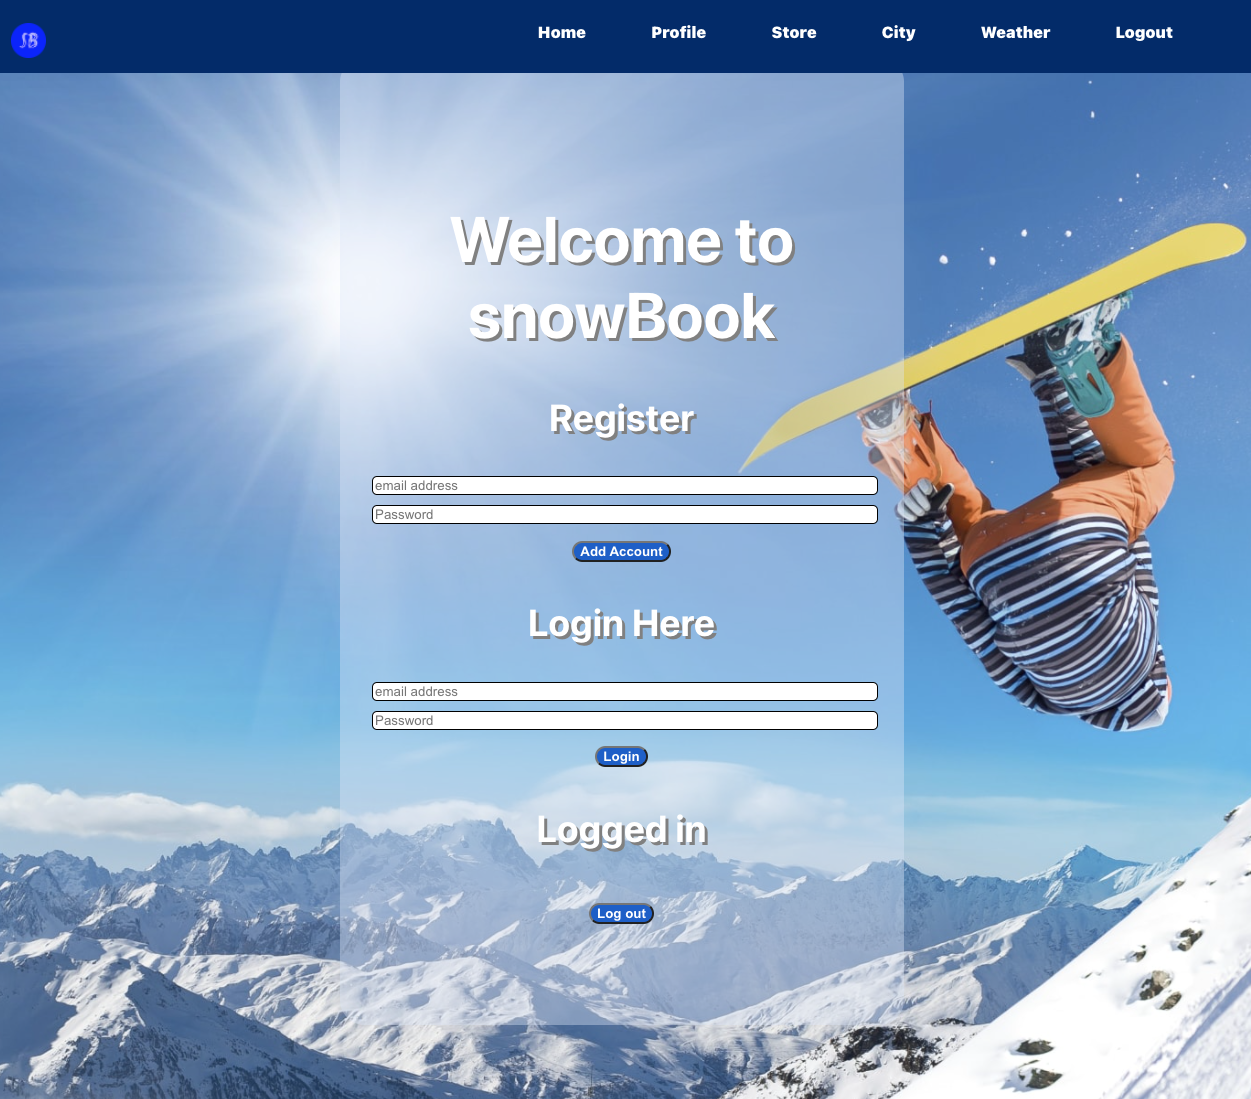 SB
Home Profile Store City Weather Logout
Welcome to
snowBook
Register
email address
Password
Add Account
Login Here
email address
Password
Login
Logged in
Log out